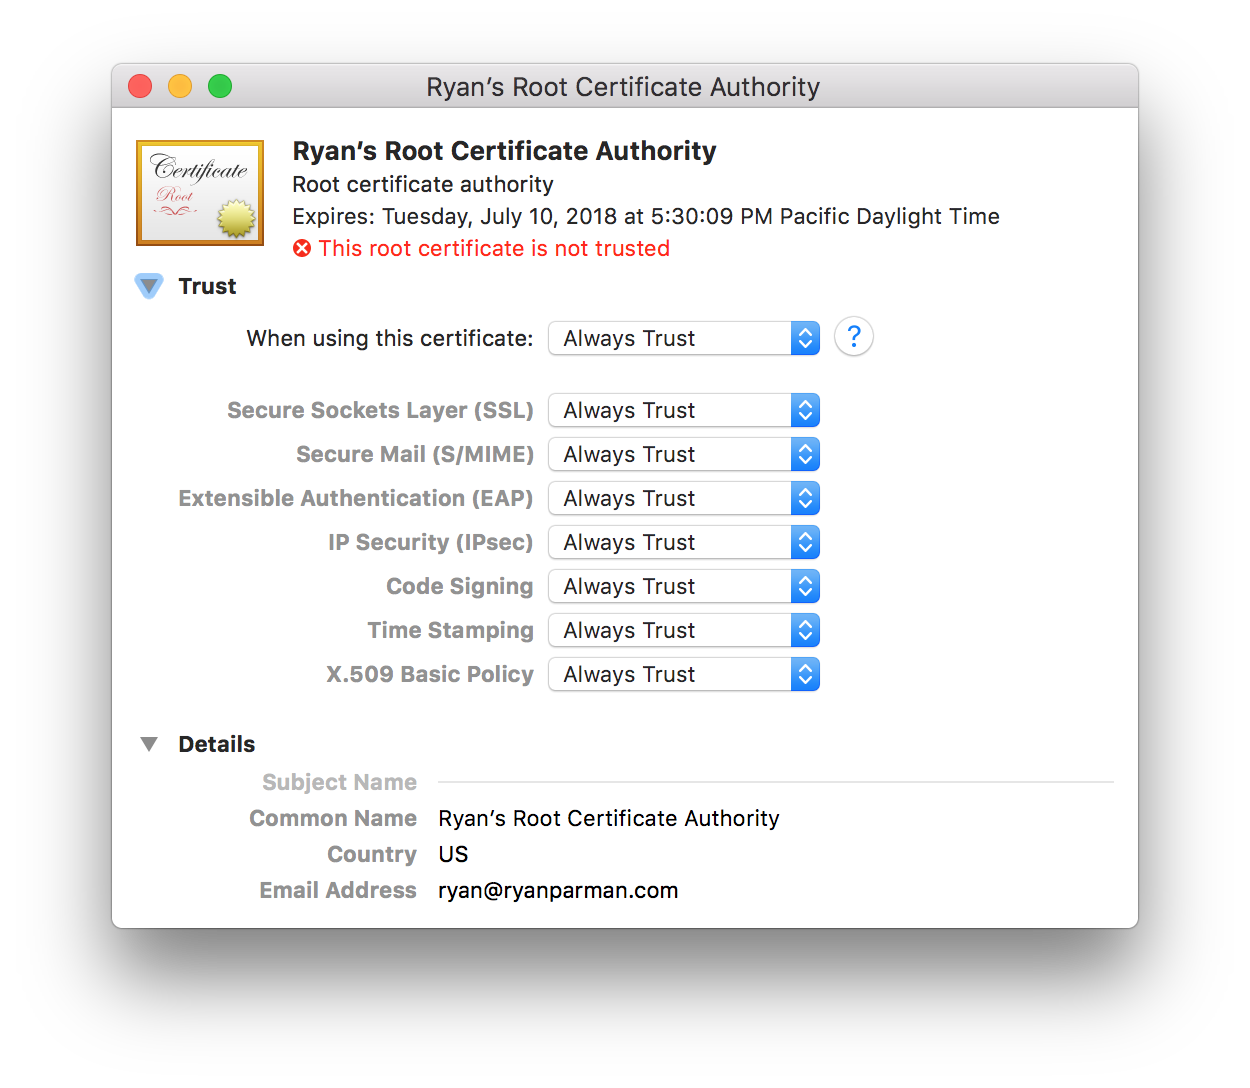 Ryan’s Root Certificate Authority
Certificate
Root
Ryan’s Root Certificate Authority
Root certificate authority
Expires: Tuesday, July 10, 2018 at 5:30:09 PM Pacific Daylight Time
This root certificate is not trusted
Trust
When using this certificate: Always Trust ?
Secure Sockets Layer (SSL) Always Trust
Secure Mail (S/MIME) Always Trust
Extensible Authentication (EAP) Always Trust
IP Security (IPsec) Always Trust
Code Signing Always Trust
Time Stamping Always Trust
X.509 Basic Policy Always Trust
Details
Subject Name
Common Name Ryan’s Root Certificate Authority
Country US
Email Address ryan@ryanparman.com